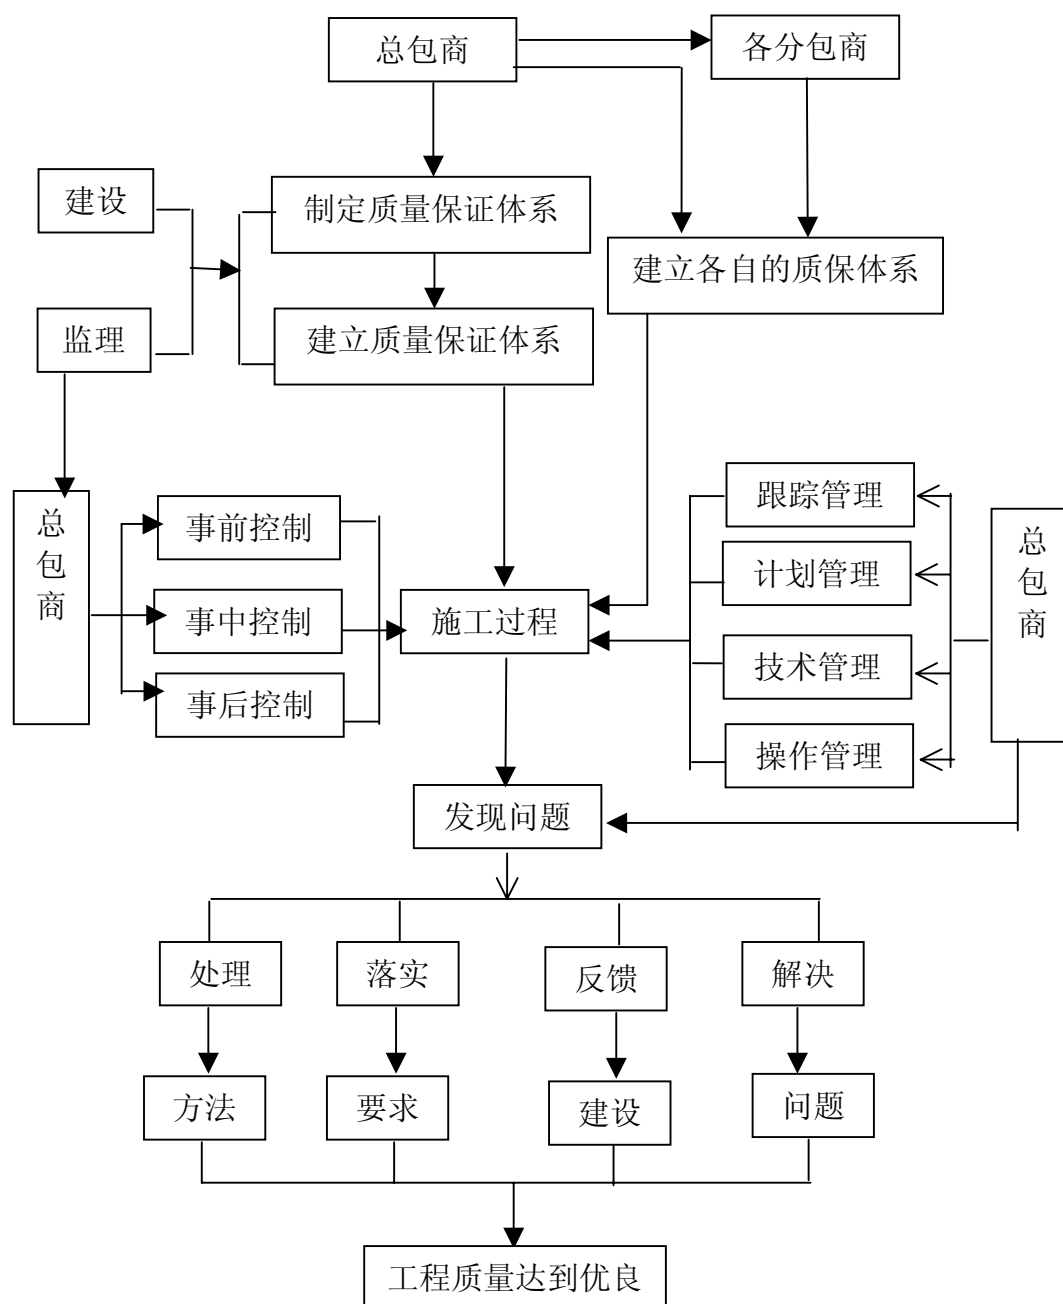 总包商
各分包商
建设
制定质量保证体系
建立各自的质保体系
监理
建立质量保证体系
总
包
商
事前控制
事中控制
事后控制
施工过程
跟踪管理
计划管理
技术管理
操作管理
总
包
商
发现问题
处理
落实
反馈
解决
方法
要求
建设
问题
工程质量达到优良